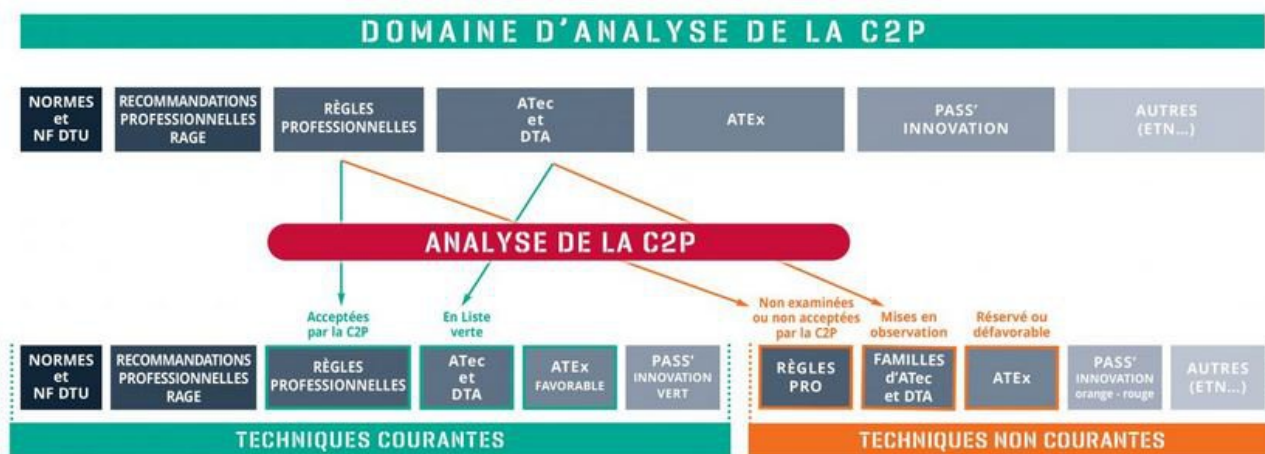 DOMAINE D'ANALYSE DE LA C2P
NORMES
et
NF DTU
RECOMMANDATIONS
PROFESSIONNELLES
RAGE
RÈGLES
PROFESSIONNELLES
ATec
et
DTA
ATEx
PASS'
INNOVATION
AUTRES
(ETN...)
ANALYSE DE LA C2P
Acceptées
par la C2P
En Liste
verte
Non examinées
ou non acceptées
par la C2P
Mises en
observation
Réservé ou
défavorable
NORMES
et
NF DTU
RECOMMANDATIONS
PROFESSIONNELLES
RAGE
RÈGLES
PROFESSIONNELLES
ATec
et
DTA
ATEx
FAVORABLE
PASS'
INNOVATION
VERT
RÈGLES
PRO
FAMILLES
d'ATec
et DTA
ATEx
PASS'
INNOVATION
orange - rouge
AUTRES
(ETN...)
TECHNIQUES COURANTES
TECHNIQUES NON COURANTES